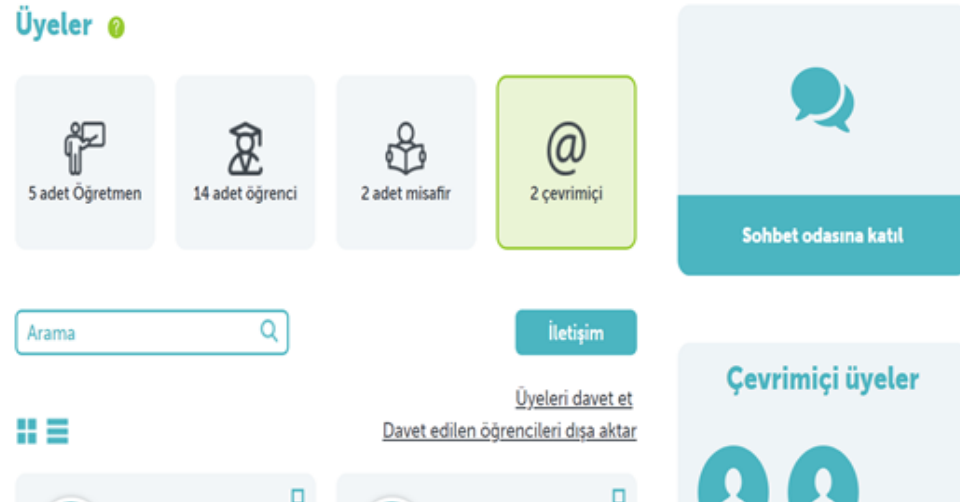 Üyeler ?
5 adet Öğretmen
14 adet öğrenci
2 adet misafir
@
2 çevrimiçi
Sohbet odasına katıl
Arama
İletişim
Üyeleri davet et
Davet edilen öğrencileri dışa aktar
Çevrimiçi üyeler